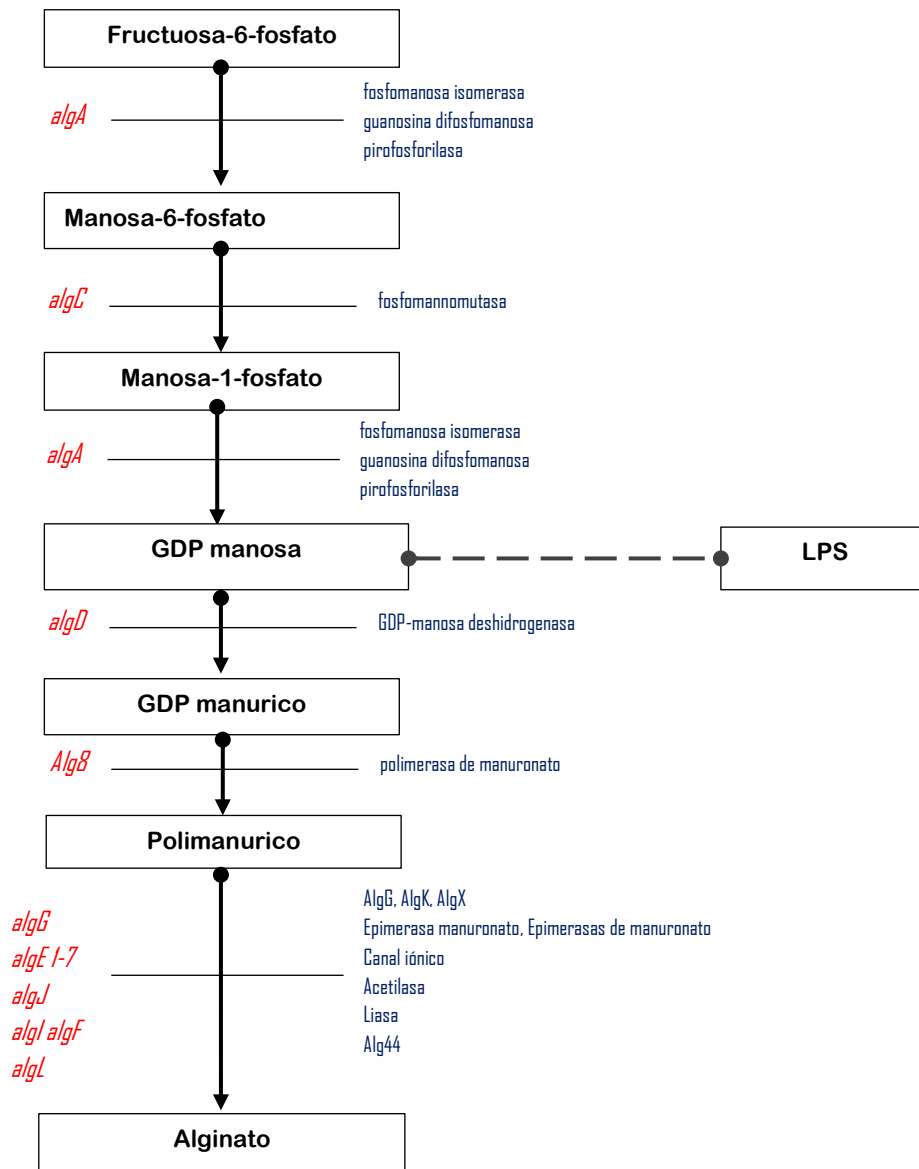 Fructuosa-6-fosfato
algA
fosfomanosa isomerasa
guanosina difosfomanosa
pirofosforilasa
Manosa-6-fosfato
algC
fosfomannomutasa
Manosa-1-fosfato
algA
fosfomanosa isomerasa
guanosina difosfomanosa
pirofosforilasa
GDP manosa
LPS
algD
GDP-manosa deshidrogenasa
GDP manurico
Alg8
polimerasa de manuronato
Polimanurico
algG
algE 1-7
algJ
algI algF
algL
AlgG, AlgK, AlgX
Epimerasa manuronato, Epimerasas de manuronato
Canal iónico
Acetilasa
Liasa
Alg44
Alginato